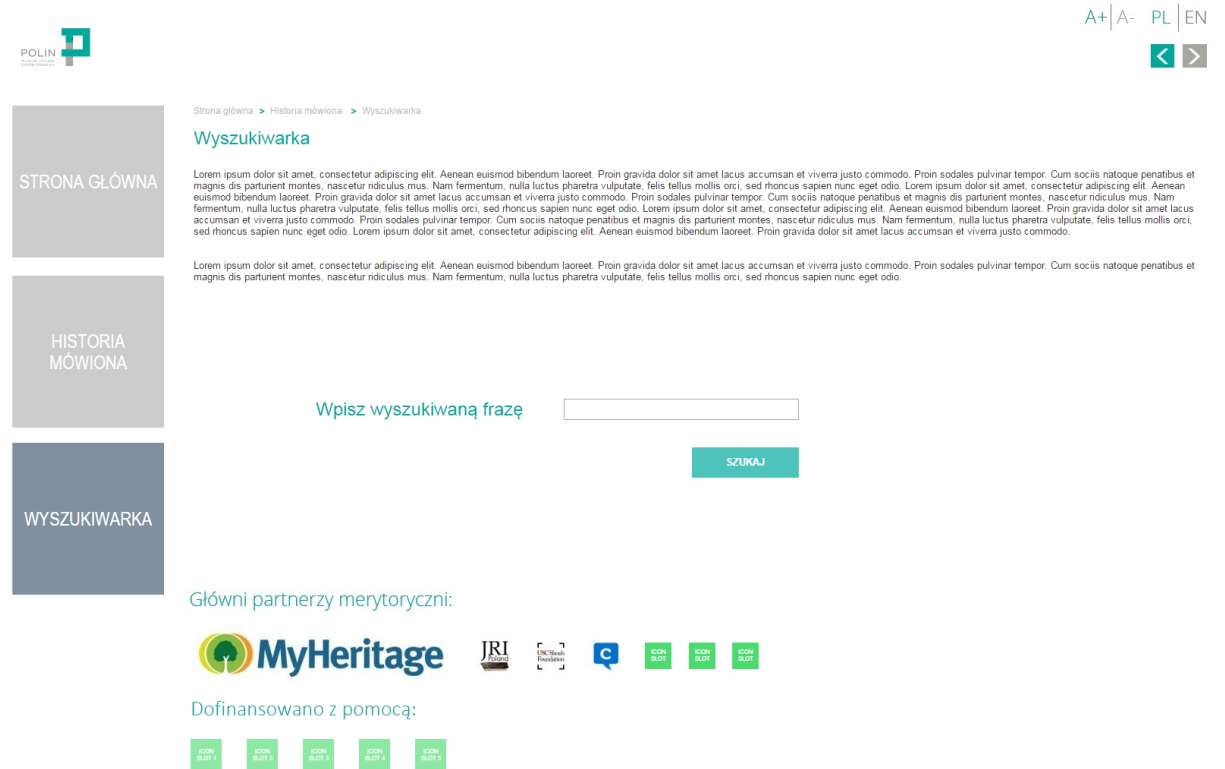 A+ A- PL EN
POLIN
< >
Strona główna > Historia mówiona > Wyszukiwarka
Wyszukiwarka
STRONA GŁÓWNA
Lorem ipsum dolor sit amet, consectetur adipiscing elit. Aenean euismod bibendum laoreet. Proin gravida dolor sit amet lacus accumsan et viverra justo commodo. Proin sodales pulvinar tempor. Cum sociis natoque penatibus et
magnis dis parturient montes, nascetur ridiculus mus. Nam fermentum, nulla luctus pharetra vulputate, felis tellus mollis orci, sed rhoncus sapien nunc eget odio. Lorem ipsum dolor sit amet, consectetur adipiscing elit. Aenean
euismod bibendum laoreet. Proin gravida dolor sit amet lacus accumsan et viverra justo commodo. Proin sodales pulvinar tempor. Cum sociis natoque penatibus et magnis dis parturient montes, nascetur ridiculus mus. Nam
fermentum, nulla luctus pharetra vulputate, felis tellus mollis orci, sed rhoncus sapien nunc eget odio. Lorem ipsum dolor sit amet, consectetur adipiscing elit. Aenean euismod bibendum laoreet. Proin gravida dolor sit amet lacus
accumsan et viverra justo commodo. Proin sodales pulvinar tempor. Cum sociis natoque penatibus et magnis dis parturient montes, nascetur ridiculus mus. Nam fermentum, nulla luctus pharetra vulputate, felis tellus mollis orci,
sed rhoncus sapien nunc eget odio. Lorem ipsum dolor sit amet, consectetur adipiscing elit. Aenean euismod bibendum laoreet. Proin gravida dolor sit amet lacus accumsan et viverra justo commodo.
Lorem ipsum dolor sit amet, consectetur adipiscing elit. Aenean euismod bibendum laoreet. Proin gravida dolor sit amet lacus accumsan et viverra justo commodo. Proin sodales pulvinar tempor. Cum sociis natoque penatibus et
magnis dis parturient montes, nascetur ridiculus mus. Nam fermentum, nulla luctus pharetra vulputate, felis tellus mollis orci, sed rhoncus sapien nunc eget odio.
HISTORIA
MÓWIONA
Wpisz wyszukiwaną frazę
SZUKAJ
WYSZUKIWARKA
Główni partnerzy merytoryczni:
MyHeritage
JRI
Poland
USC Shoah
Foundation
C
ICON
SLOT
ICON
SLOT
ICON
SLOT
Dofinansowano z pomocą:
ICON
SLOT 1
ICON
SLOT 2
ICON
SLOT 3
ICON
SLOT 4
ICON
SLOT 5